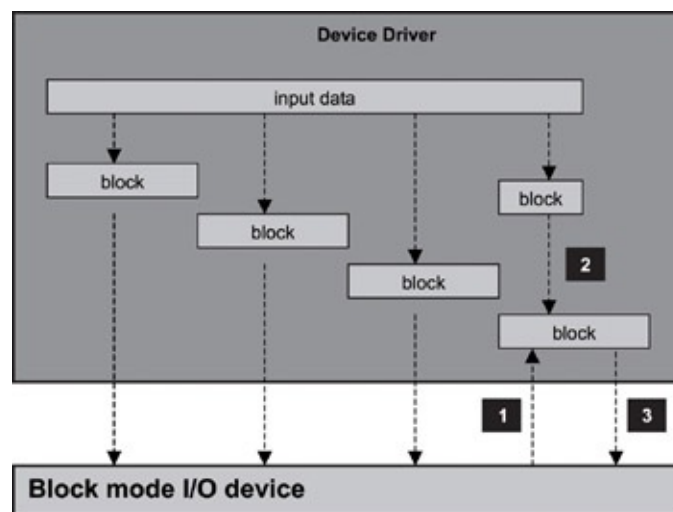 Device Driver
input data
block
block
block
block
2
block
1
3
Block mode I/O device